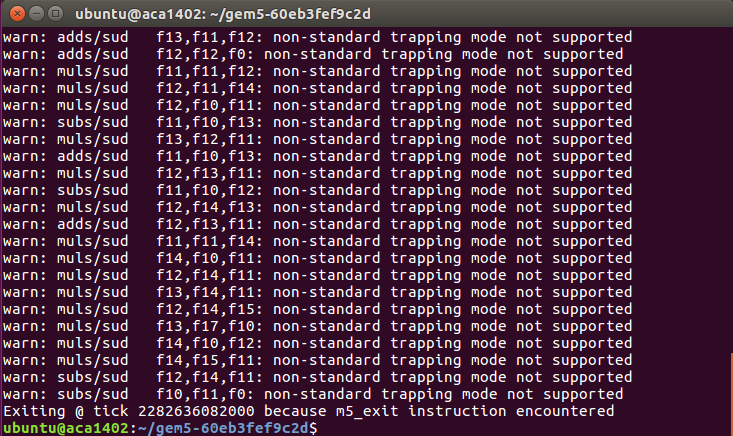 ubuntu@aca1402: ~/gem5-60eb3fef9c2d
warn: adds/sud   f13,f11,f12: non-standard trapping mode not supported
warn: adds/sud   f12,f12,f0: non-standard trapping mode not supported
warn: muls/sud   f11,f11,f12: non-standard trapping mode not supported
warn: muls/sud   f12,f11,f14: non-standard trapping mode not supported
warn: muls/sud   f12,f10,f11: non-standard trapping mode not supported
warn: subs/sud   f11,f10,f13: non-standard trapping mode not supported
warn: muls/sud   f13,f12,f11: non-standard trapping mode not supported
warn: adds/sud   f11,f10,f13: non-standard trapping mode not supported
warn: muls/sud   f12,f13,f11: non-standard trapping mode not supported
warn: subs/sud   f11,f10,f12: non-standard trapping mode not supported
warn: muls/sud   f12,f14,f13: non-standard trapping mode not supported
warn: adds/sud   f12,f13,f11: non-standard trapping mode not supported
warn: muls/sud   f11,f11,f14: non-standard trapping mode not supported
warn: muls/sud   f14,f10,f11: non-standard trapping mode not supported
warn: muls/sud   f12,f14,f11: non-standard trapping mode not supported
warn: muls/sud   f13,f14,f11: non-standard trapping mode not supported
warn: muls/sud   f12,f14,f15: non-standard trapping mode not supported
warn: muls/sud   f13,f17,f10: non-standard trapping mode not supported
warn: muls/sud   f14,f10,f12: non-standard trapping mode not supported
warn: muls/sud   f14,f15,f11: non-standard trapping mode not supported
warn: subs/sud   f12,f14,f11: non-standard trapping mode not supported
warn: subs/sud   f10,f11,f0: non-standard trapping mode not supported
Exiting @ tick 2282636082000 because m5_exit instruction encountered
ubuntu@aca1402:~/gem5-60eb3fef9c2d$